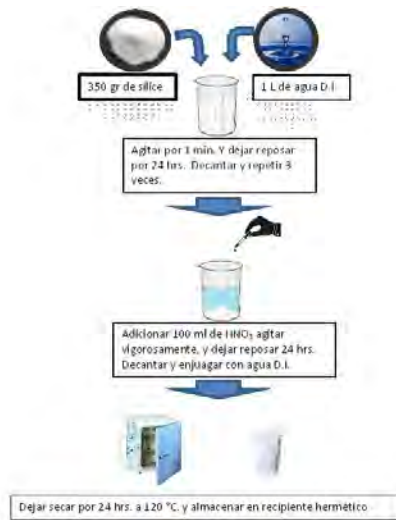 350 gr de sílice
1 L de agua D.I.
Agitar por 1 min. Y dejar reposar
por 24 hrs. Decantar y repetir 3
veces.
Adicionar 100 ml de HNO₃ agitar
vigorosamente, y dejar reposar 24 hrs.
Decantar y enjuagar con agua D.I.
Dejar secar por 24 hrs. a 120 °C. y almacenar en recipiente hermético